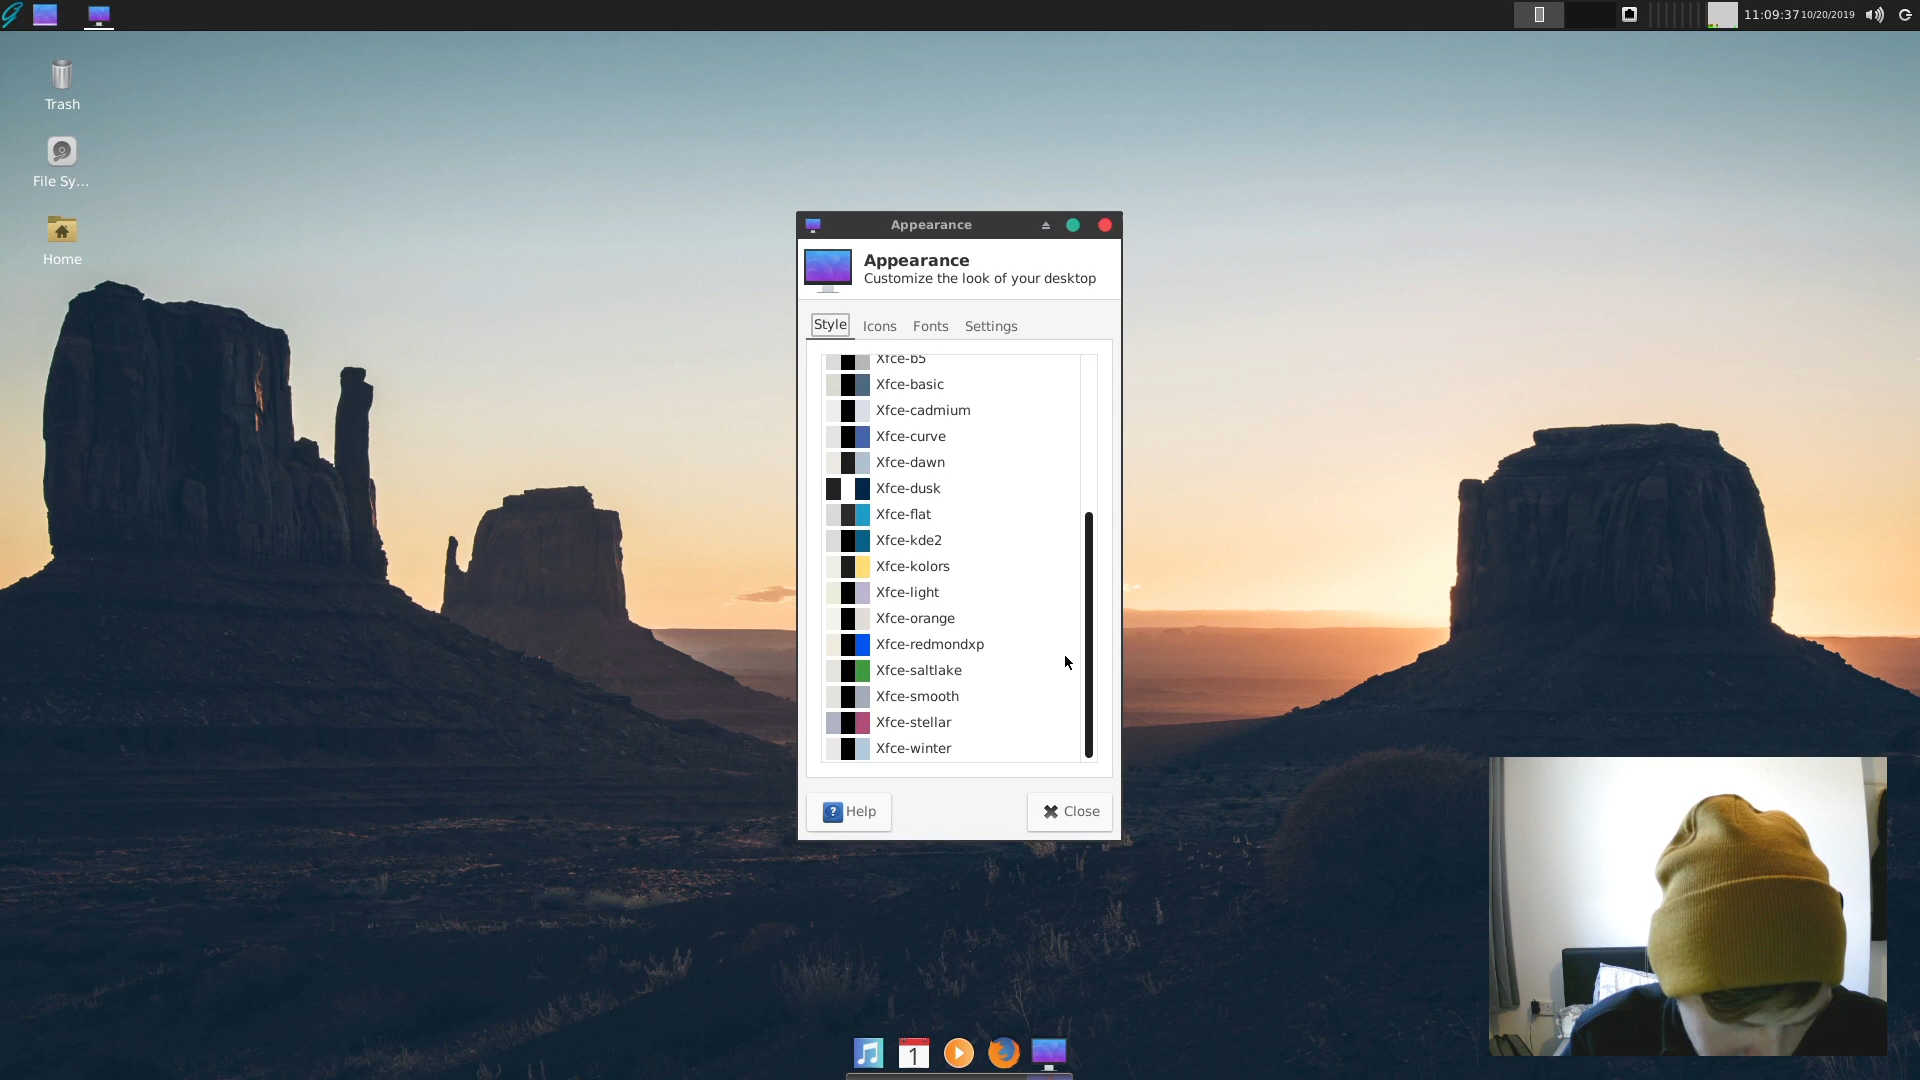 11:09:37 10/20/2019
Trash
File Sy...
Home
Appearance
Appearance
Customize the look of your desktop
Style Icons Fonts Settings
Xfce-b5
Xfce-basic
Xfce-cadmium
Xfce-curve
Xfce-dawn
Xfce-dusk
Xfce-flat
Xfce-kde2
Xfce-kolors
Xfce-light
Xfce-orange
Xfce-redmondxp
Xfce-saltlake
Xfce-smooth
Xfce-stellar
Xfce-winter
? Help
Close
1